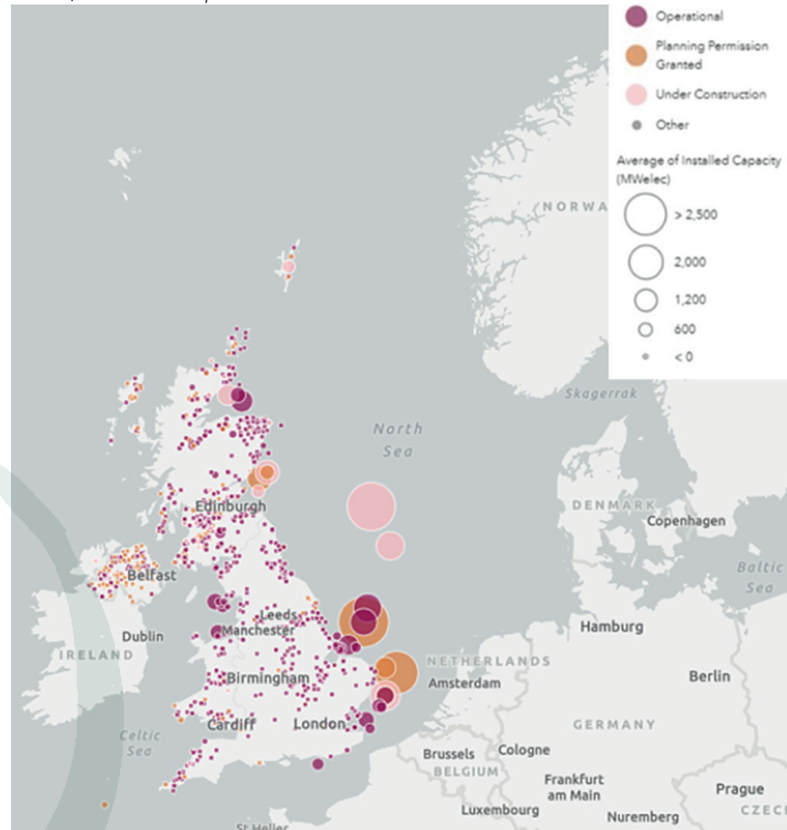 Operational
Planning Permission
Granted
Under Construction
Other
Average of Installed Capacity
(MWelec)
> 2,500
2,000
1,200
600
< 0
NORWA
Skagerrak
North
Sea
DENMARK
Copenhagen
Edinburgh
Baltic
Sea
Belfast
Leeds
Hamburg
Manchester
Dublin
IRELAND
NETHERLANDS
Birmingham
Amsterdam
Berlin
Celtic
Sea
Cardiff
London
GERMANY
Brussels
Cologne
BELGIUM
Frankfurt
am Main
Prague
Luxembourg
Nuremberg
CZEC
St Helier